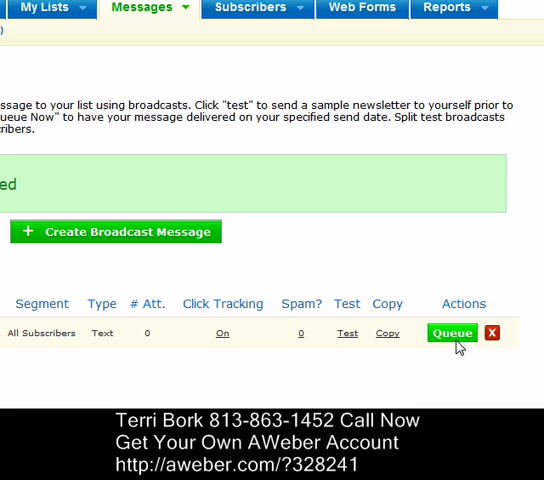 My Lists Messages Subscribers Web Forms Reports
)
ssage to your list using broadcasts. Click "test" to send a sample newsletter to yourself prior to
ueue Now" to have your message delivered on your specified send date. Split test broadcasts
cribers.
ed
+ Create Broadcast Message
Segment Type # Att. Click Tracking Spam? Test Copy Actions
All Subscribers Text 0 On 0 Test Copy Queue X
Terri Bork 813-863-1452 Call Now
Get Your Own AWeber Account
http://aweber.com/?328241